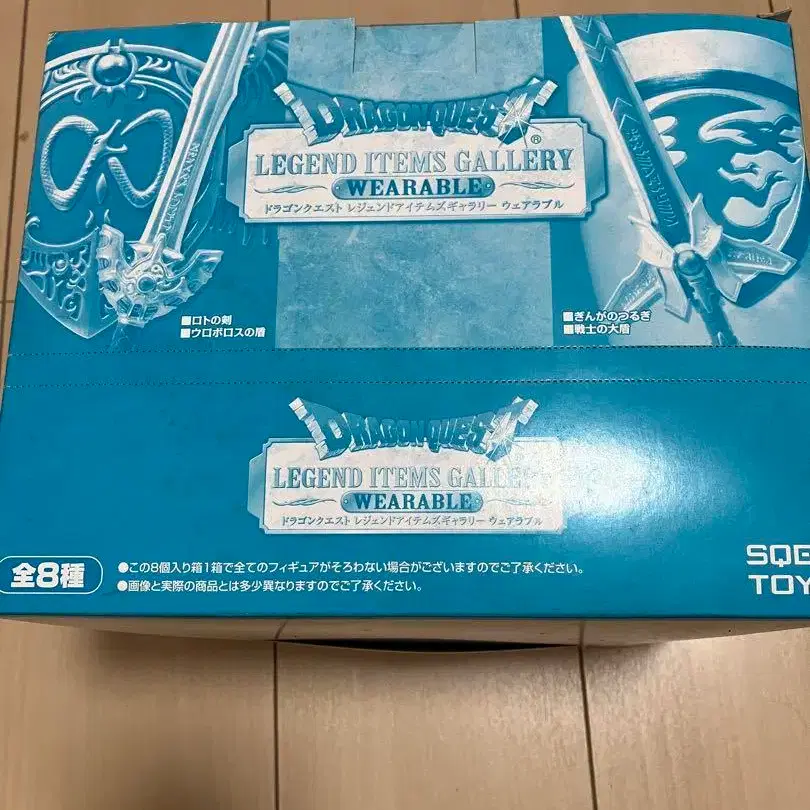 DRAGON QUEST®
LEGEND ITEMS GALLERY
WEARABLE
ドラゴンクエスト レジェンドアイテムズギャラリー ウェアラブル
■ロトの剣
■ウロボロスの盾
■ぎんがのつるぎ
■戦士の大盾
DRAGON QUEST
LEGEND ITEMS GALLERY
WEARABLE
ドラゴンクエスト レジェンドアイテムズギャラリー ウェアラブル
全8種
●この8個入り箱1箱で全てのフィギュアがそろわない場合がございますのでご了承ください。
●画像と実際の商品とは多少異なりますのでご了承ください。
SQE
TOY